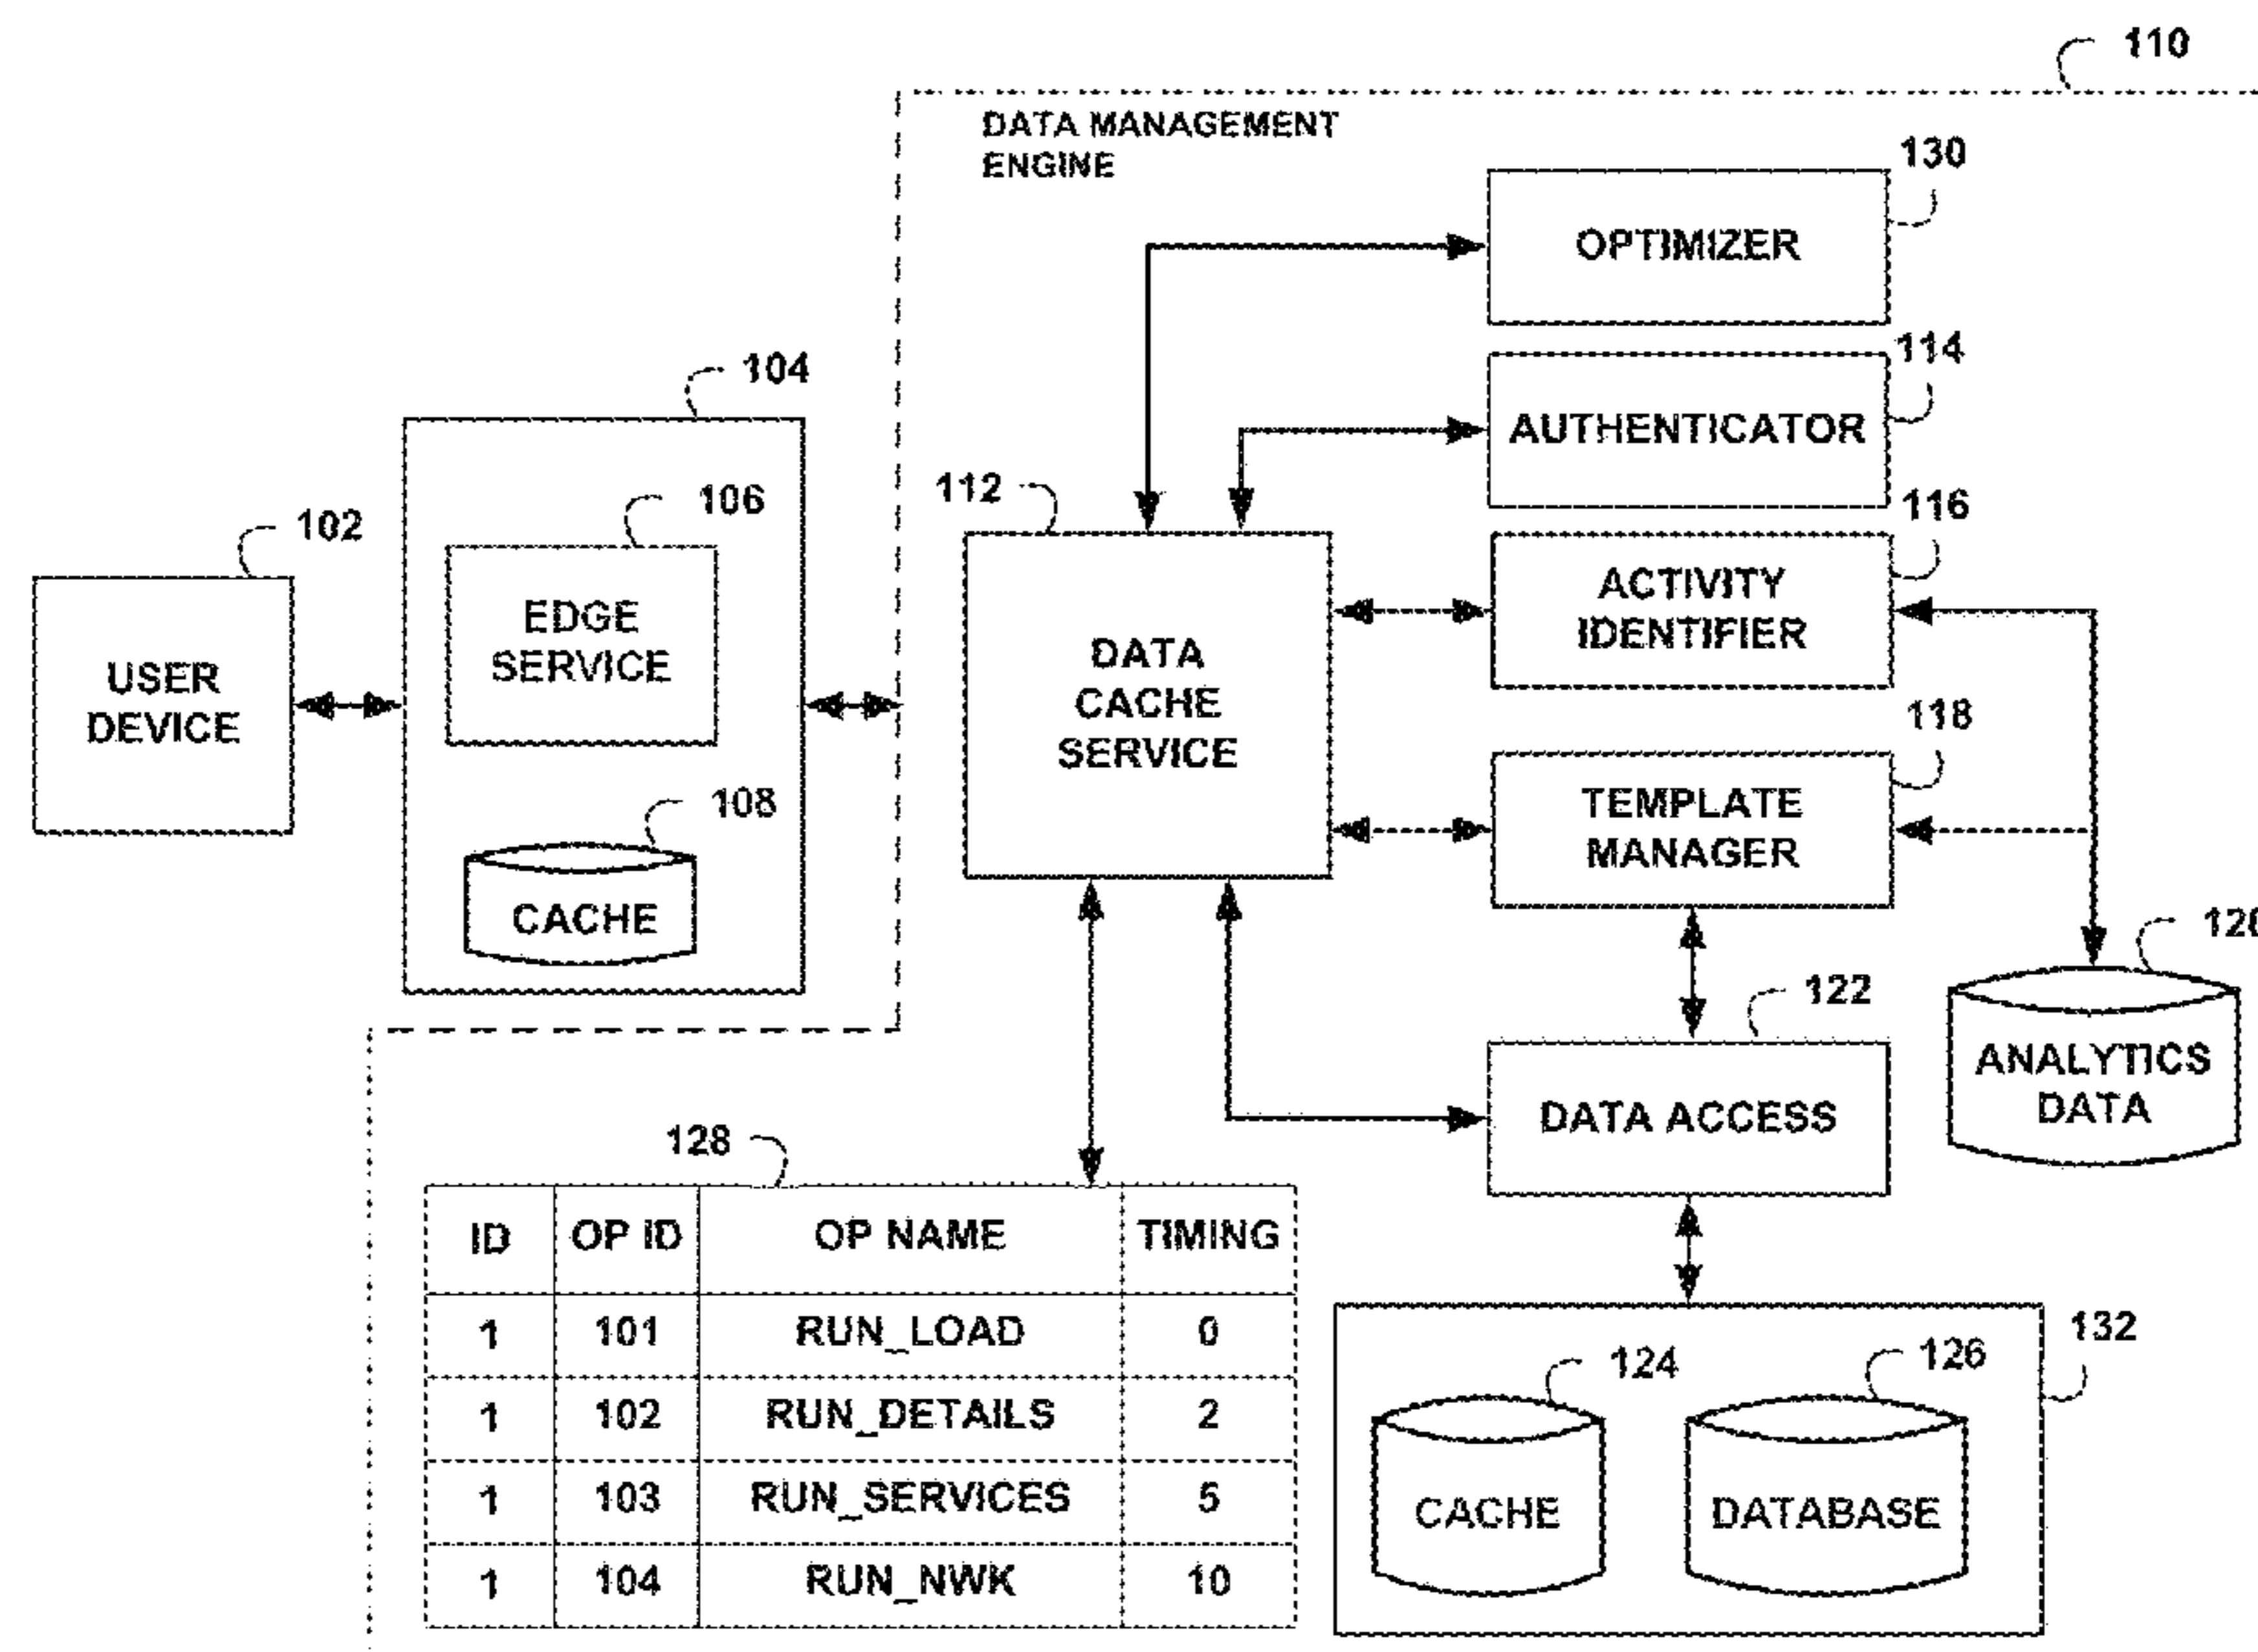 110
DATA MANAGEMENT
ENGINE
130
OPTIMIZER
114
AUTHENTICATOR
104
112
116
106
102
ACTIVITY
IDENTIFIER
EDGE
SERVICE
USER
DEVICE
DATA
CACHE
SERVICE
118
108
TEMPLATE
MANAGER
CACHE
122
ANALYTICS
DATA
DATA ACCESS
128
ID OP ID OP NAME TIMING
1 101 RUN_LOAD 0
1 102 RUN_DETAILS 2
1 103 RUN_SERVICES 5
1 104 RUN_NWK 10
132
124
126
CACHE
DATABASE